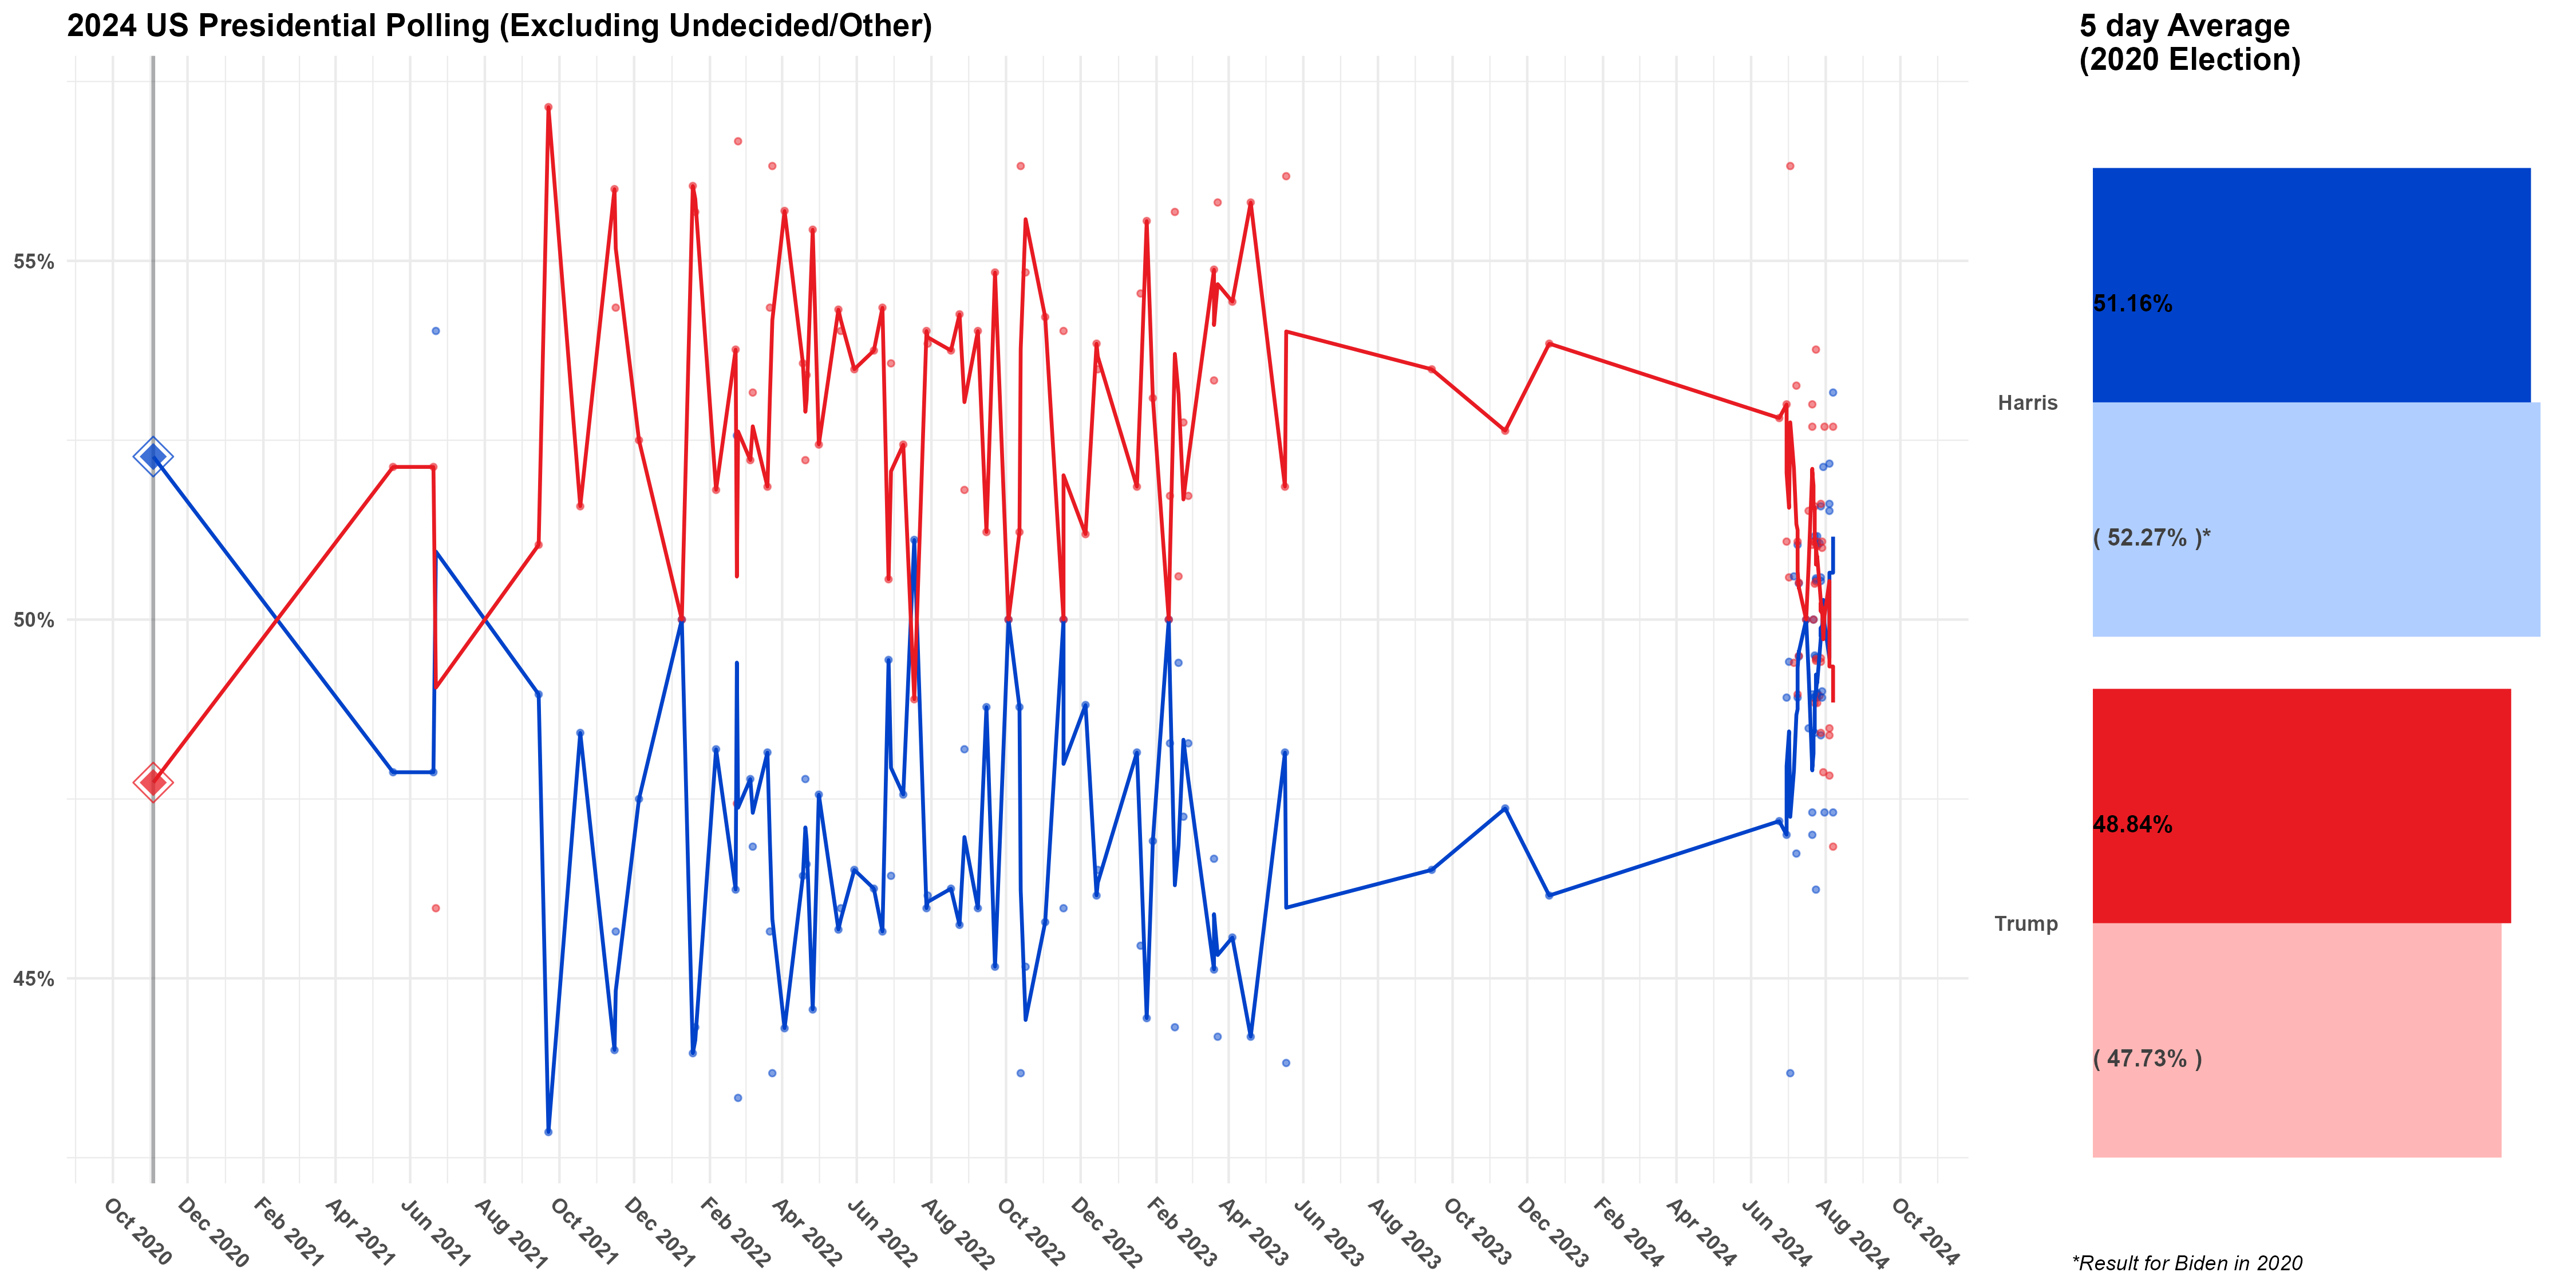 2024 US Presidential Polling (Excluding Undecided/Other)
5 day Average
(2020 Election)
55%
50%
45%
Harris
51.16%
( 52.27% )*
Trump
48.84%
( 47.73% )
Oct 2020
Dec 2020
Feb 2021
Apr 2021
Jun 2021
Aug 2021
Oct 2021
Dec 2021
Feb 2022
Apr 2022
Jun 2022
Aug 2022
Oct 2022
Dec 2022
Feb 2023
Apr 2023
Jun 2023
Aug 2023
Oct 2023
Dec 2023
Feb 2024
Apr 2024
Jun 2024
Aug 2024
Oct 2024
*Result for Biden in 2020